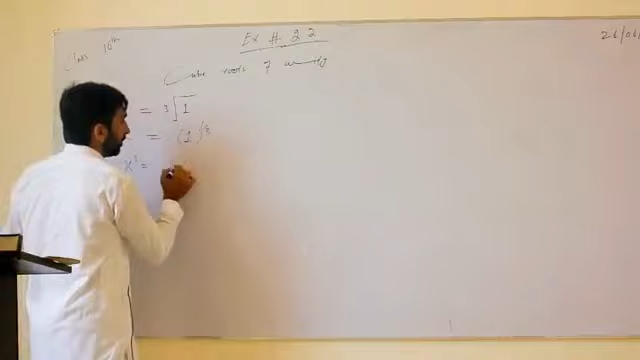 Class 10th
Ex # 2.2
Cube roots of unity
= ∛1
= (1)^⅓
x³ =